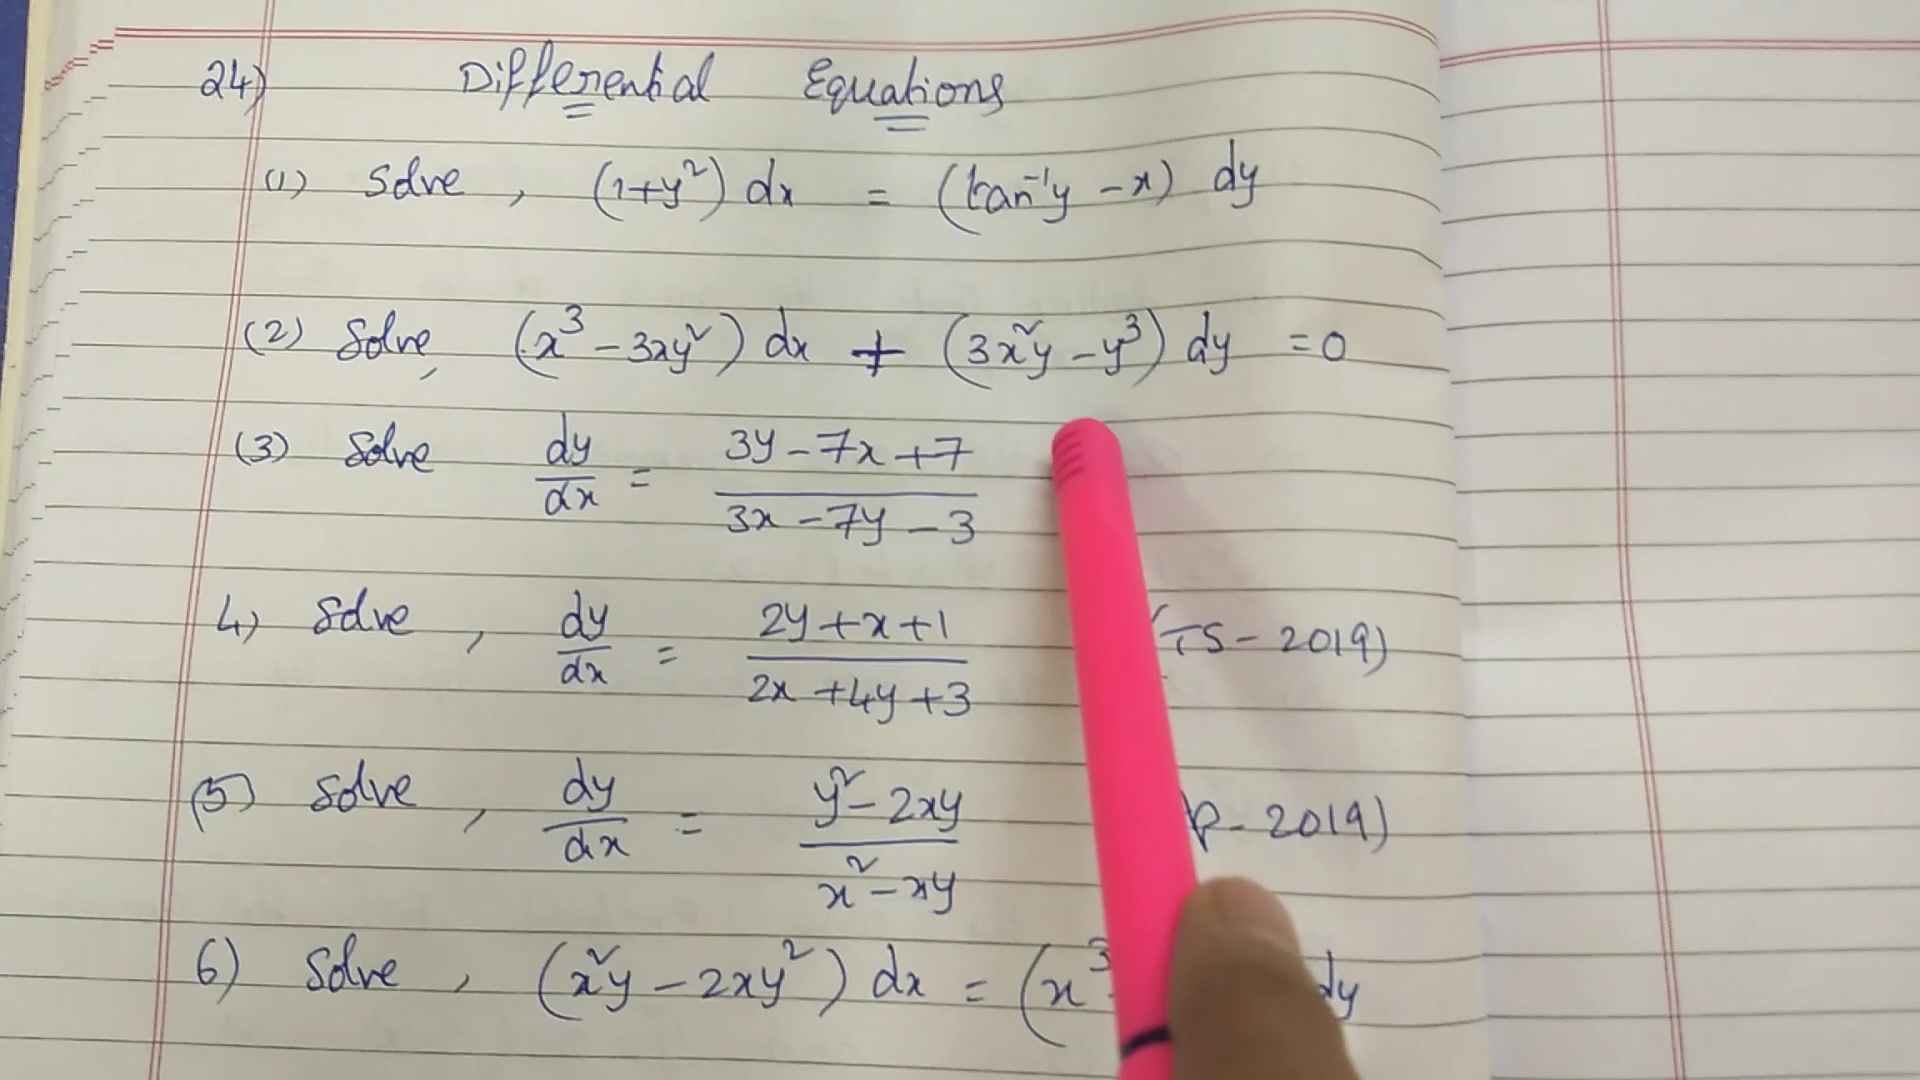 24) Differential Equations
(1) Solve, (1+y²) dx = (tan⁻¹y - x) dy
(2) Solve, (x³ - 3xy²) dx + (3x²y - y³) dy = 0
(3) Solve dy/dx = 3y - 7x + 7 / 3x - 7y - 3
4) Solve, dy/dx = 2y + x + 1 / 2x + 4y + 3 (TS - 2019)
(5) Solve, dy/dx = y² - 2xy / x² - xy - 2019)
6) Solve, (x²y - 2xy²) dx = (x³ dy